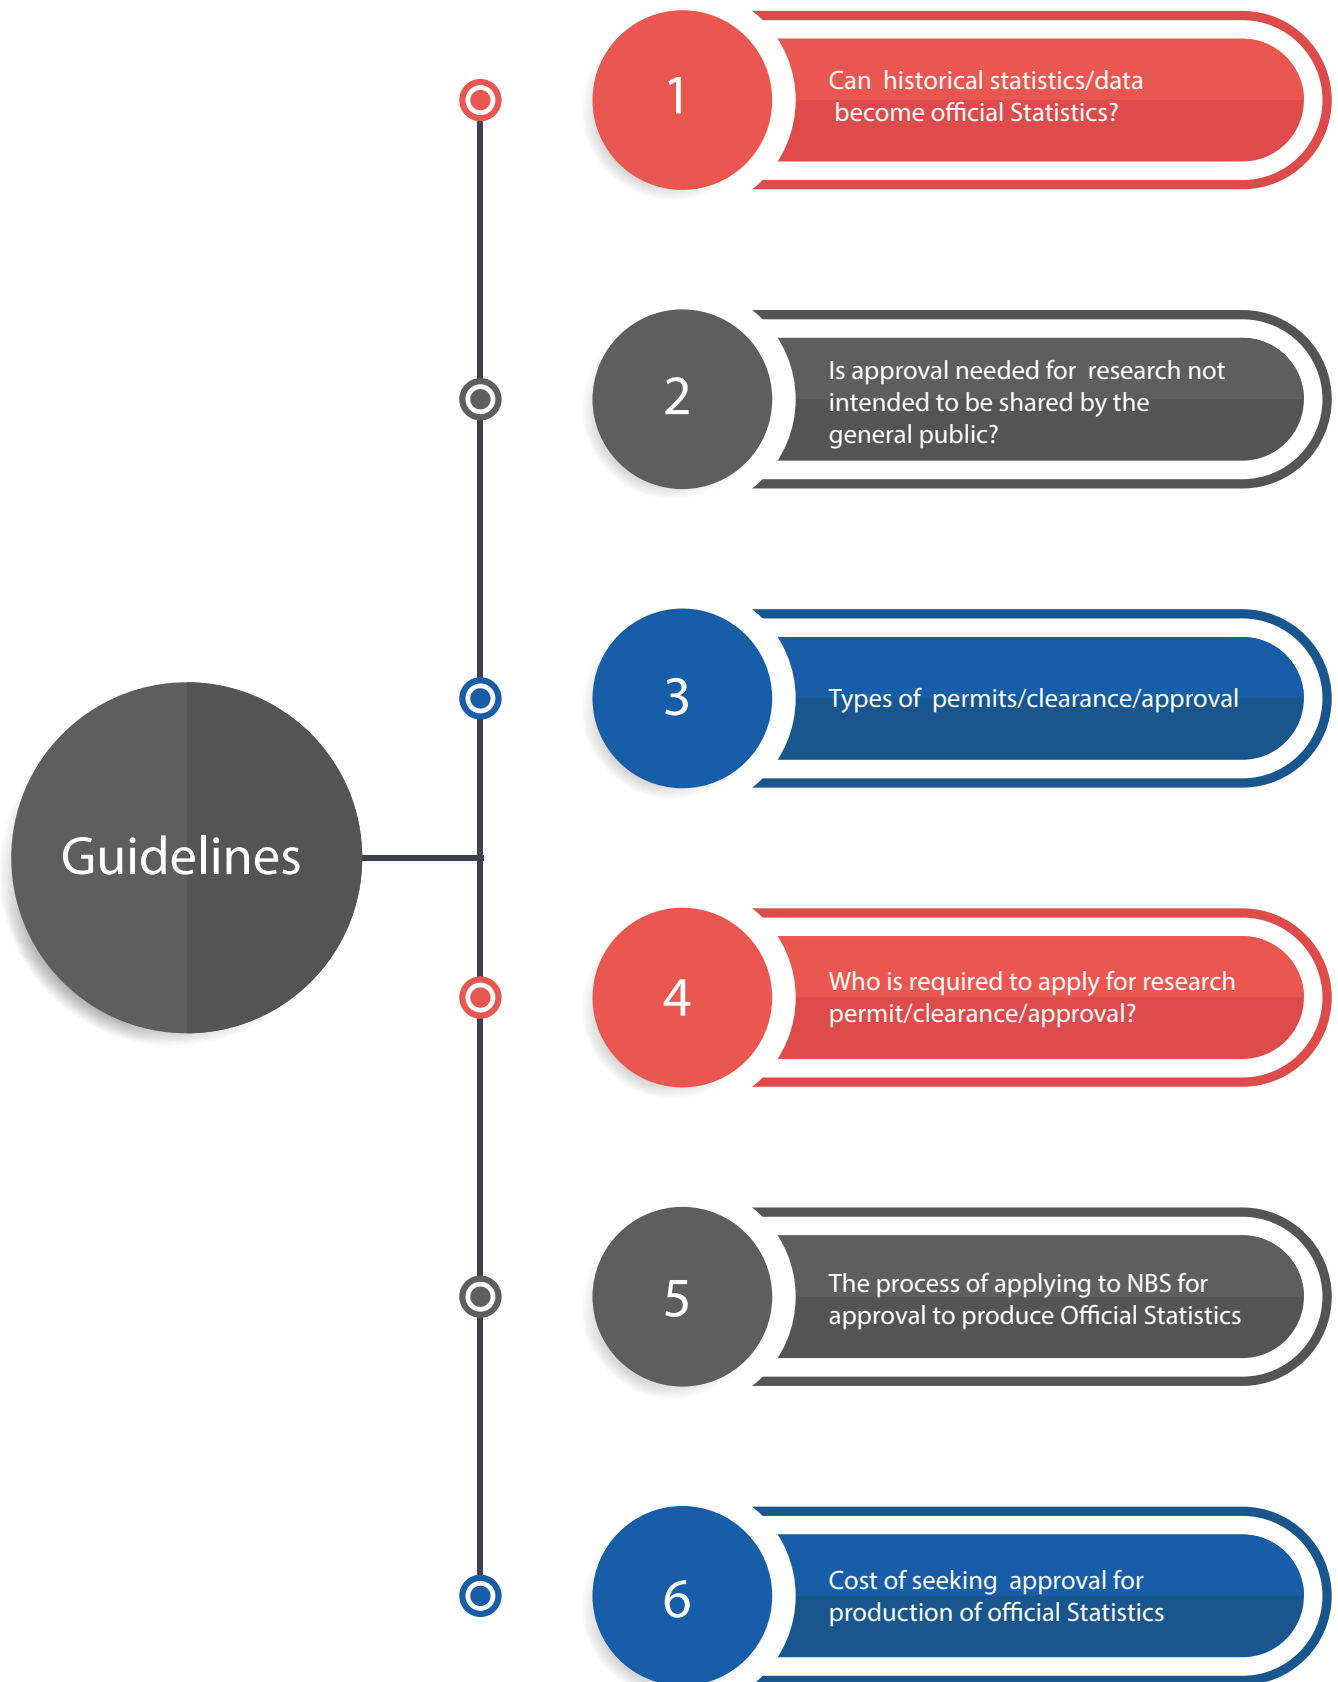 1
Can historical statistics/data
become official Statistics?
2
Is approval needed for research not
intended to be shared by the
general public?
3
Types of permits/clearance/approval
Guidelines
4
Who is required to apply for research
permit/clearance/approval?
5
The process of applying to NBS for
approval to produce Official Statistics
6
Cost of seeking approval for
production of official Statistics